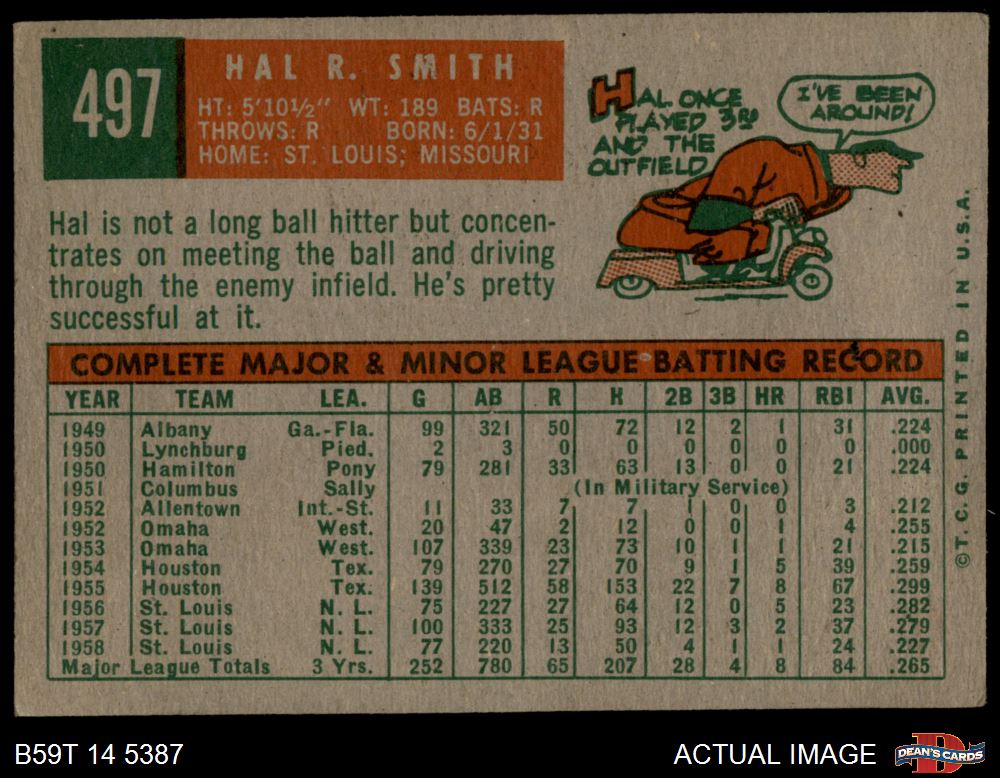 497
HAL R. SMITH
HT: 5'10½" WT: 189 BATS: R
THROWS: R BORN: 6/1/31
HOME: ST. LOUIS, MISSOURI
HAL ONCE
PLAYED 3RD
AND THE
OUTFIELD
I'VE BEEN
AROUND!
Hal is not a long ball hitter but concen-
trates on meeting the ball and driving
through the enemy infield. He's pretty
successful at it.
COMPLETE MAJOR & MINOR LEAGUE BATTING RECORD
YEAR TEAM LEA. G AB R H 2B 3B HR RBI AVG.
1949 Albany Ga.-Fla. 99 321 50 72 12 2 1 31 .224
1950 Lynchburg Pied. 2 3 0 0 0 0 0 0 .000
1950 Hamilton Pony 79 281 33 63 13 0 0 21 .224
1951 Columbus Sally (In Military Service)
1952 Allentown Int.-St. 11 33 7 7 1 0 0 3 .212
1952 Omaha West. 20 47 2 12 0 0 1 4 .255
1953 Omaha West. 107 339 23 73 10 1 1 21 .215
1954 Houston Tex. 79 270 27 70 9 1 5 39 .259
1955 Houston Tex. 139 512 58 153 22 7 8 67 .299
1956 St. Louis N. L. 75 227 27 64 12 0 5 23 .282
1957 St. Louis N. L. 100 333 25 93 12 3 2 37 .279
1958 St. Louis N. L. 77 220 13 50 4 1 1 24 .227
Major League Totals 3 Yrs. 252 780 65 207 28 4 8 84 .265
©T. C. G. PRINTED IN U.S.A.
B59T 14 5387
ACTUAL IMAGE
DEAN'S CARDS